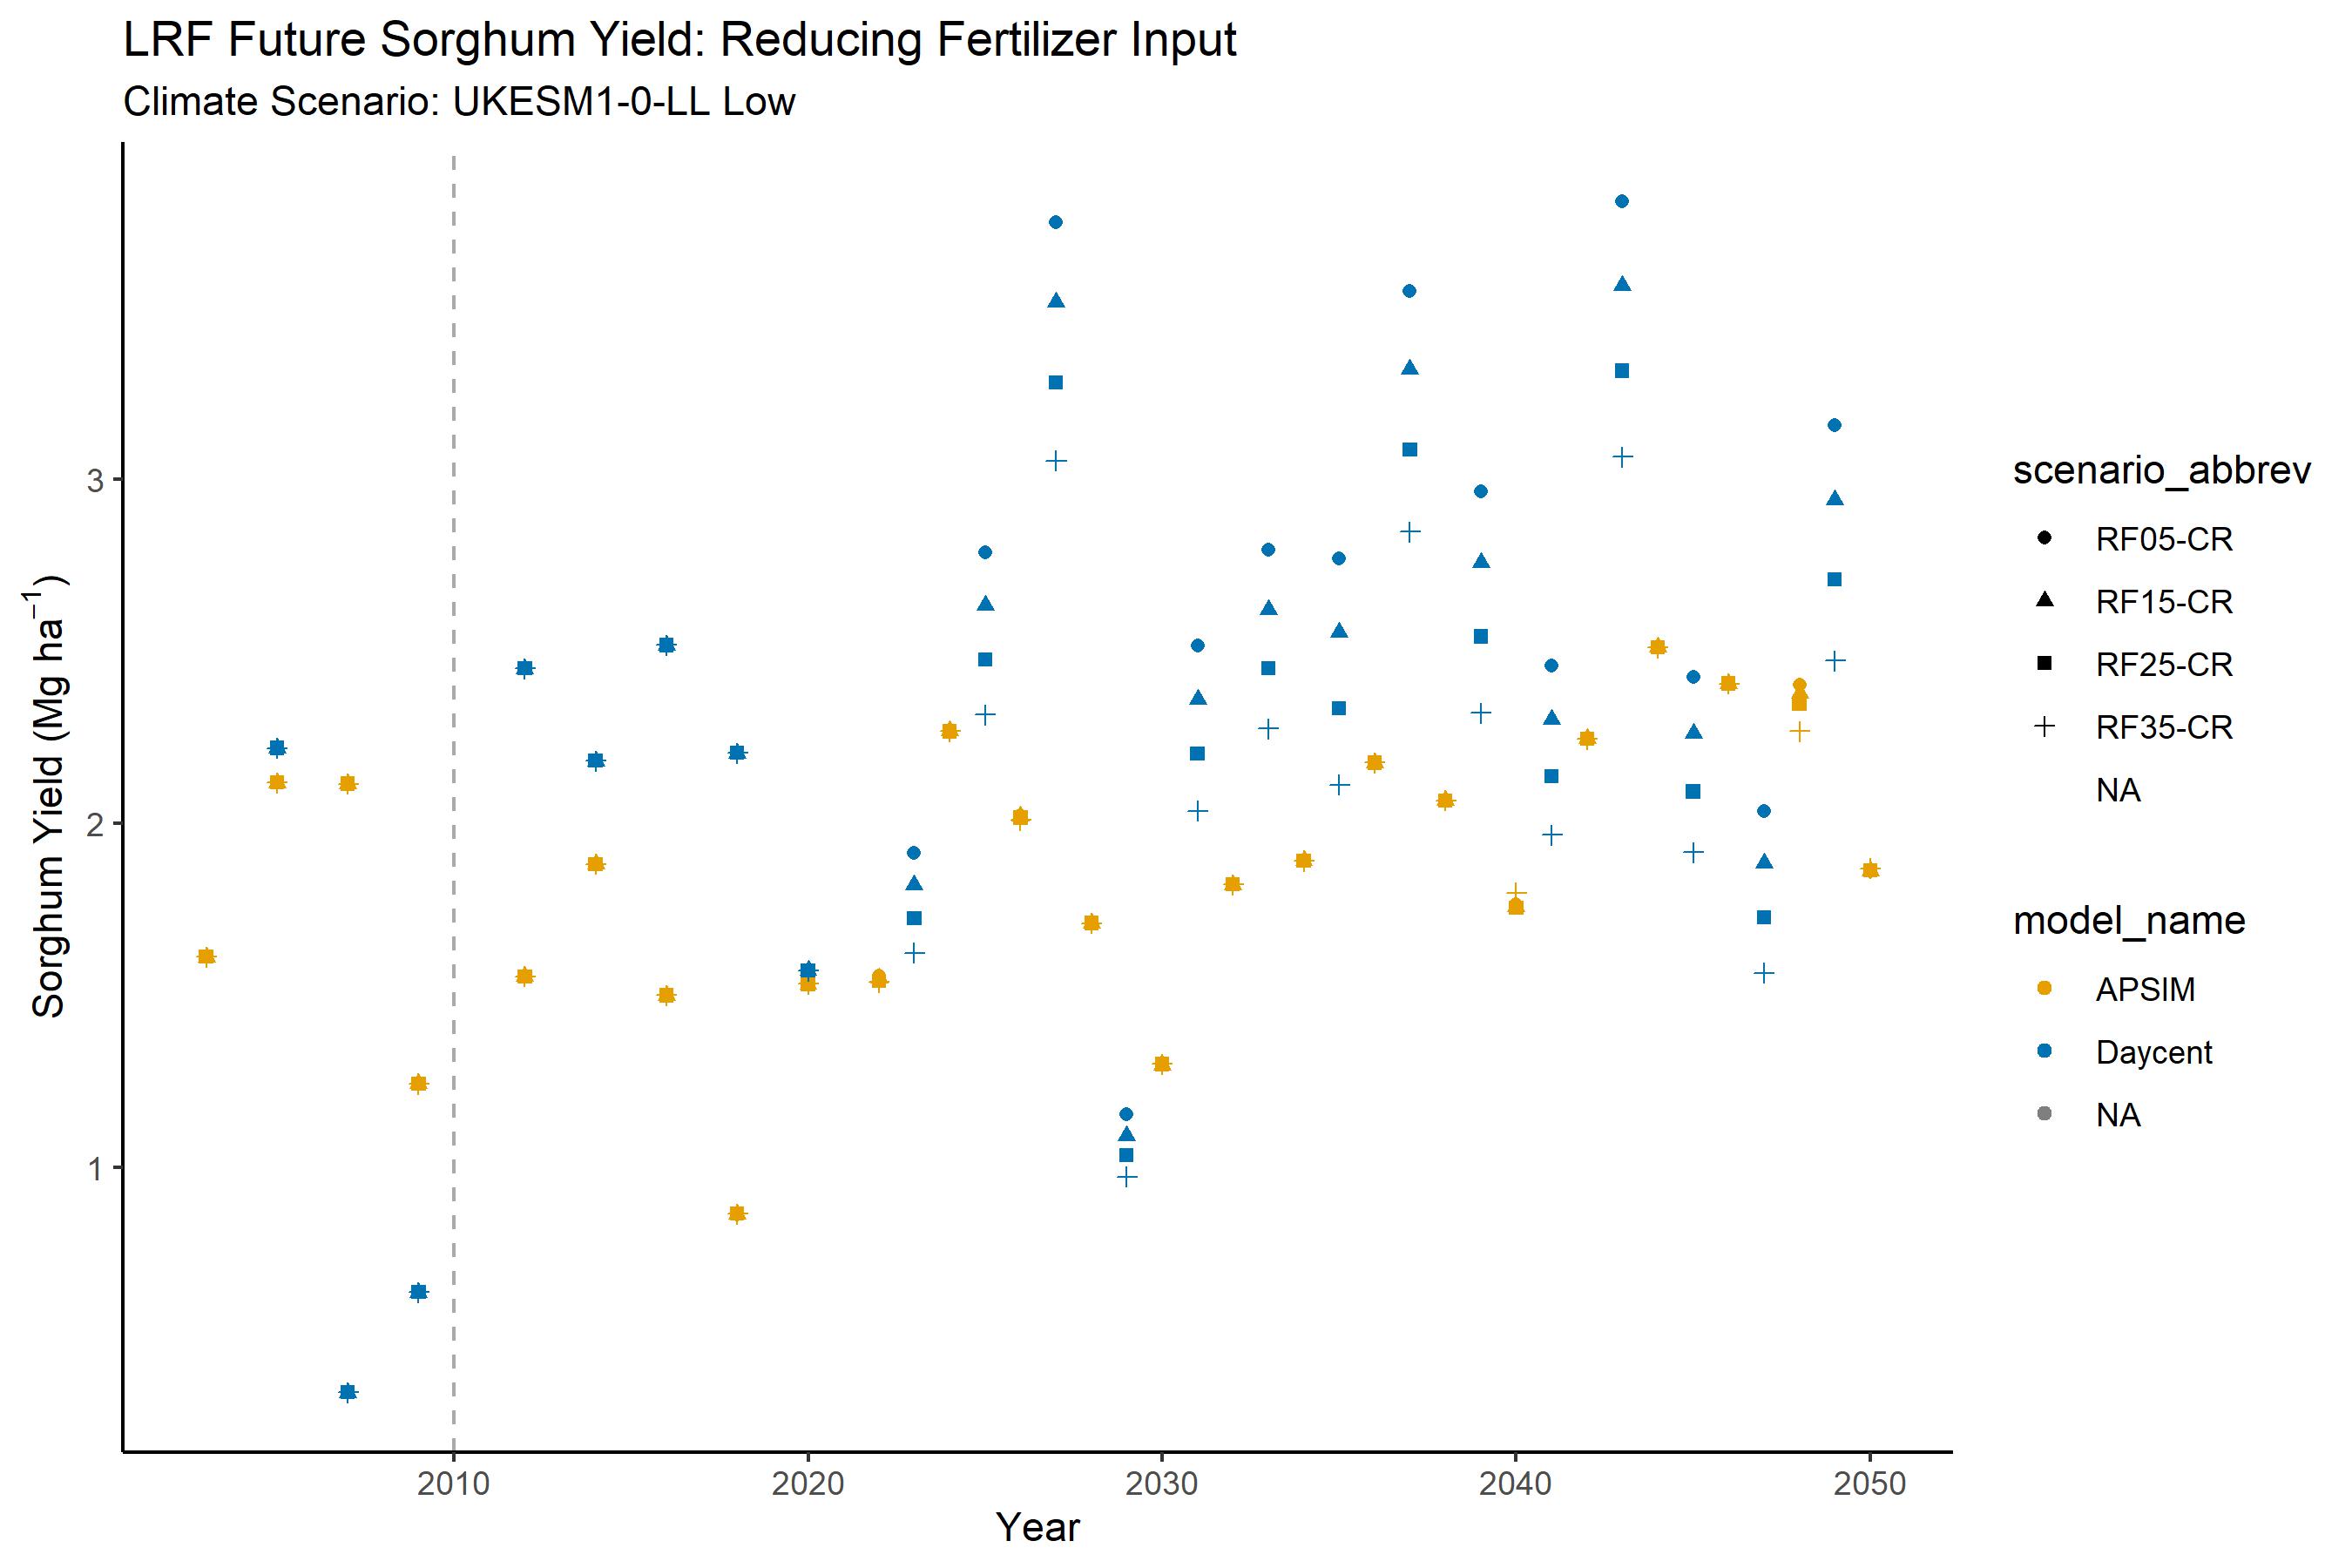 LRF Future Sorghum Yield: Reducing Fertilizer Input
Climate Scenario: UKESM1-0-LL Low
Sorghum Yield (Mg ha⁻¹)
3
2
1
2010
2020
2030
2040
2050
Year
scenario_abbrev
RF05-CR
RF15-CR
RF25-CR
RF35-CR
NA
model_name
APSIM
Daycent
NA